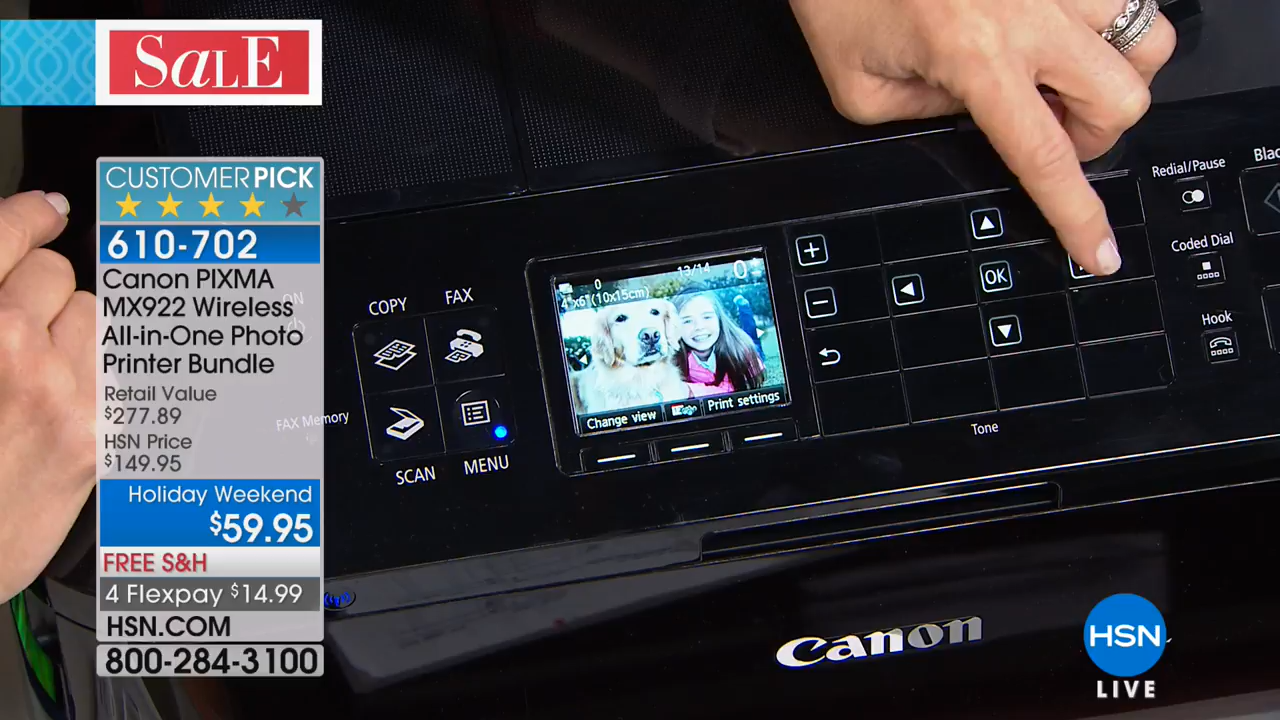 SaLE
CUSTOMER PICK
610-702
Canon PIXMA
MX922 Wireless
All-in-One Photo
Printer Bundle
Retail Value
$277.89
HSN Price
$149.95
Holiday Weekend
$59.95
FREE S&H
4 Flexpay $14.99
HSN.COM
800-284-3100
ON
FAX Memory
COPY
FAX
SCAN
MENU
0
13/14
4"x6"(10x15cm)
Change view
Print settings
OK
Tone
Redial/Pause
Coded Dial
Hook
Canon
HSN
LIVE